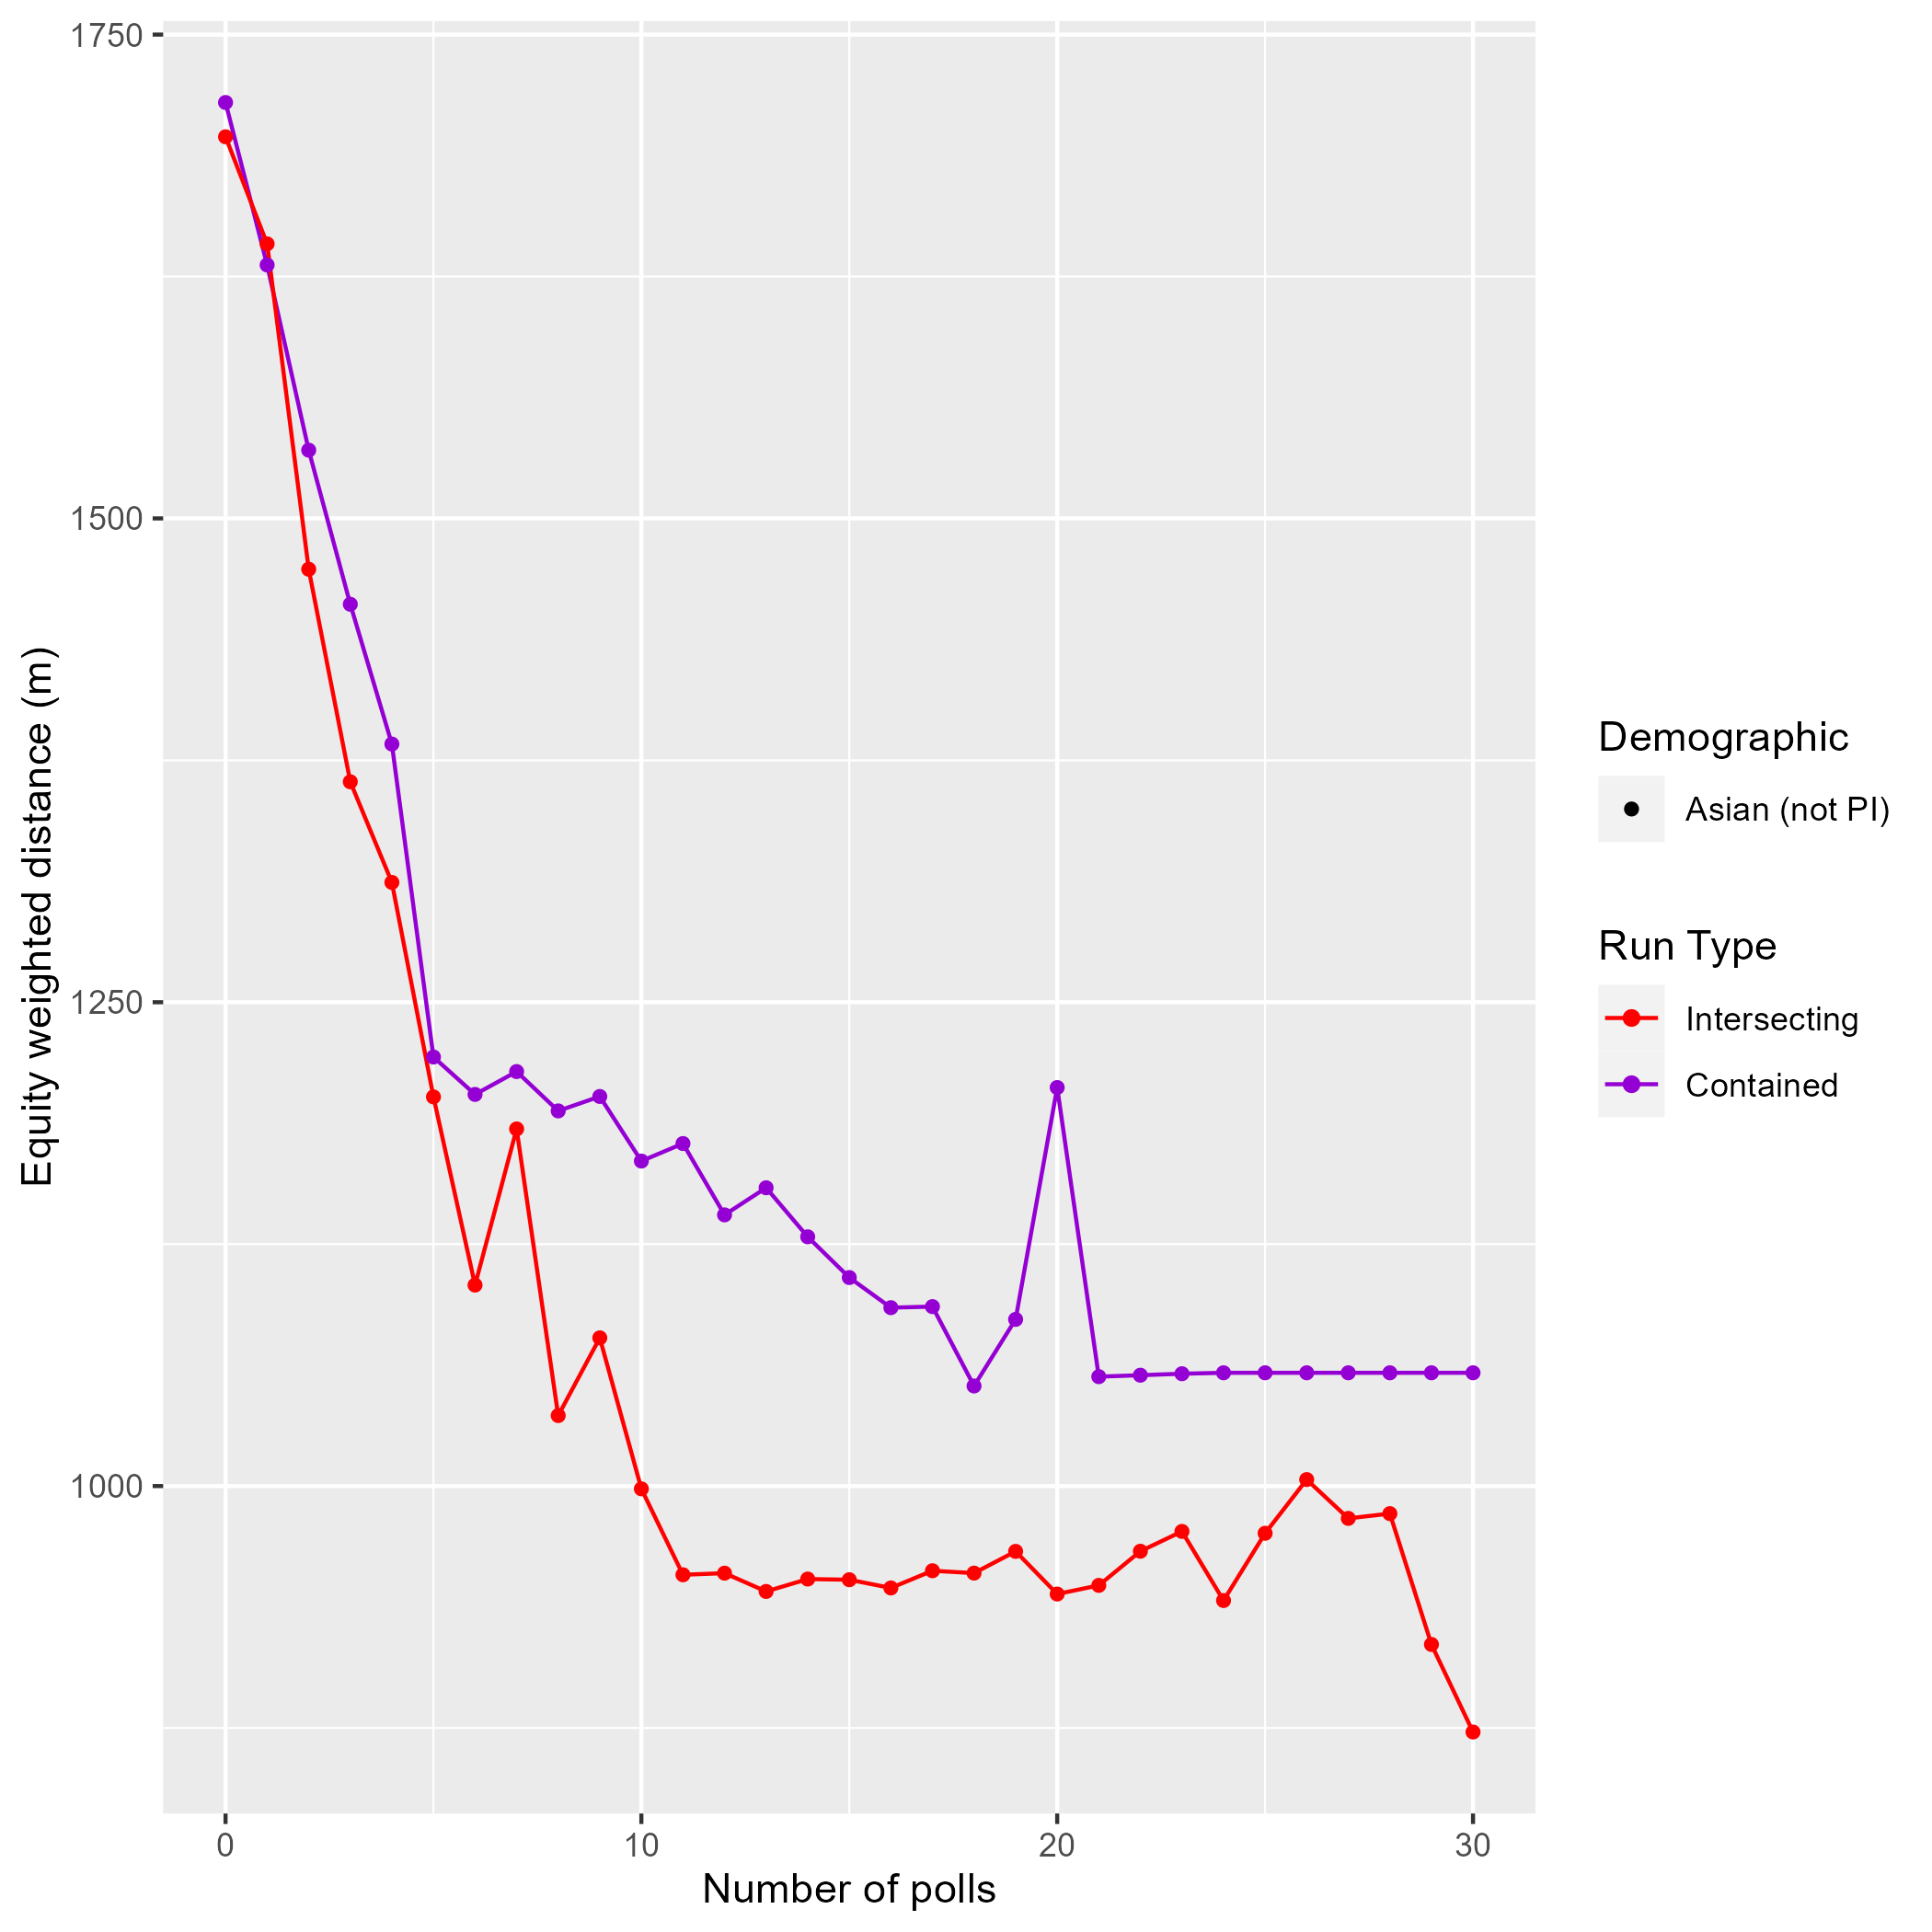 1750
1500
1250
1000
Equity weighted distance (m)
0
10
20
30
Number of polls
Demographic
Asian (not PI)
Run Type
Intersecting
Contained